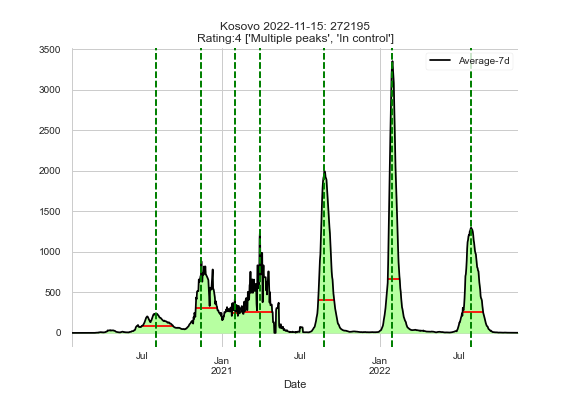 Kosovo 2022-11-15: 272195
Rating:4 ['Multiple peaks', 'In control']
3500
Average-7d
3000
2500
2000
1500
1000
500
0
Jul
Jan
2021
Jul
Jan
2022
Jul
Date